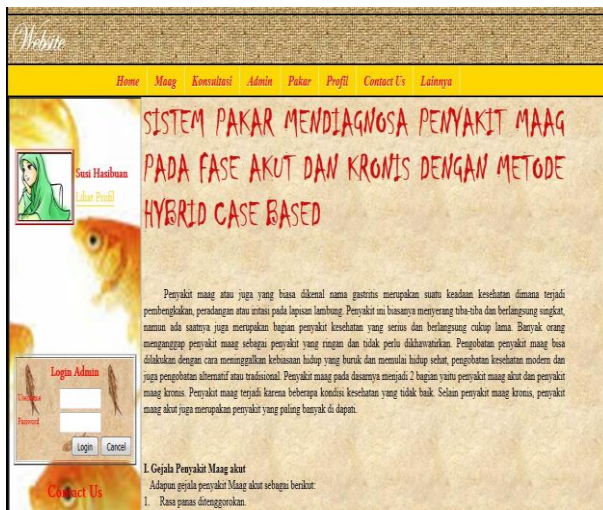 Website
Home Maag Konsultasi Admin Pakar Profil Contact Us Lainnya
Susi Hasibuan
Lihat Profil
Login Admin
Username
Password
Login Cancel
Contact Us
SISTEM PAKAR MENDIAGNOSA PENYAKIT MAAG
PADA FASE AKUT DAN KRONIS DENGAN METODE
HYBRID CASE BASED
Penyakit maag atau juga yang biasa dikenal nama gastritis merupakan suatu keadaan kesehatan dimana terjadi
pembengkakan, peradangan atau iritasi pada lapisan lambung. Penyakit ini biasanya menyerang tiba-tiba dan berlangsung singkat,
namun ada saatnya juga merupakan bagian penyakit kesehatan yang serius dan berlangsung cukup lama. Banyak orang
menganggap penyakit maag sebagai penyakit yang ringan dan tidak perlu dikhawatirkan. Pengobatan penyakit maag bisa
dilakukan dengan cara meninggalkan kebiasaan hidup yang buruk dan memulai hidup sehat, pengobatan kesehatan modern dan
juga pengobatan alternatif atau tradisional. Penyakit maag pada dasarnya menjadi 2 bagian yaitu penyakit maag akut dan penyakit
maag kronis. Penyakit maag terjadi karena beberapa kondisi kesehatan yang tidak baik. Selain penyakit maag kronis, penyakit
maag akut juga merupakan penyakit yang paling banyak di dapati.
I. Gejala Penyakit Maag akut
Adapun gejala penyakit Maag akut sebagai berikut:
1. Rasa panas ditenggorokan.